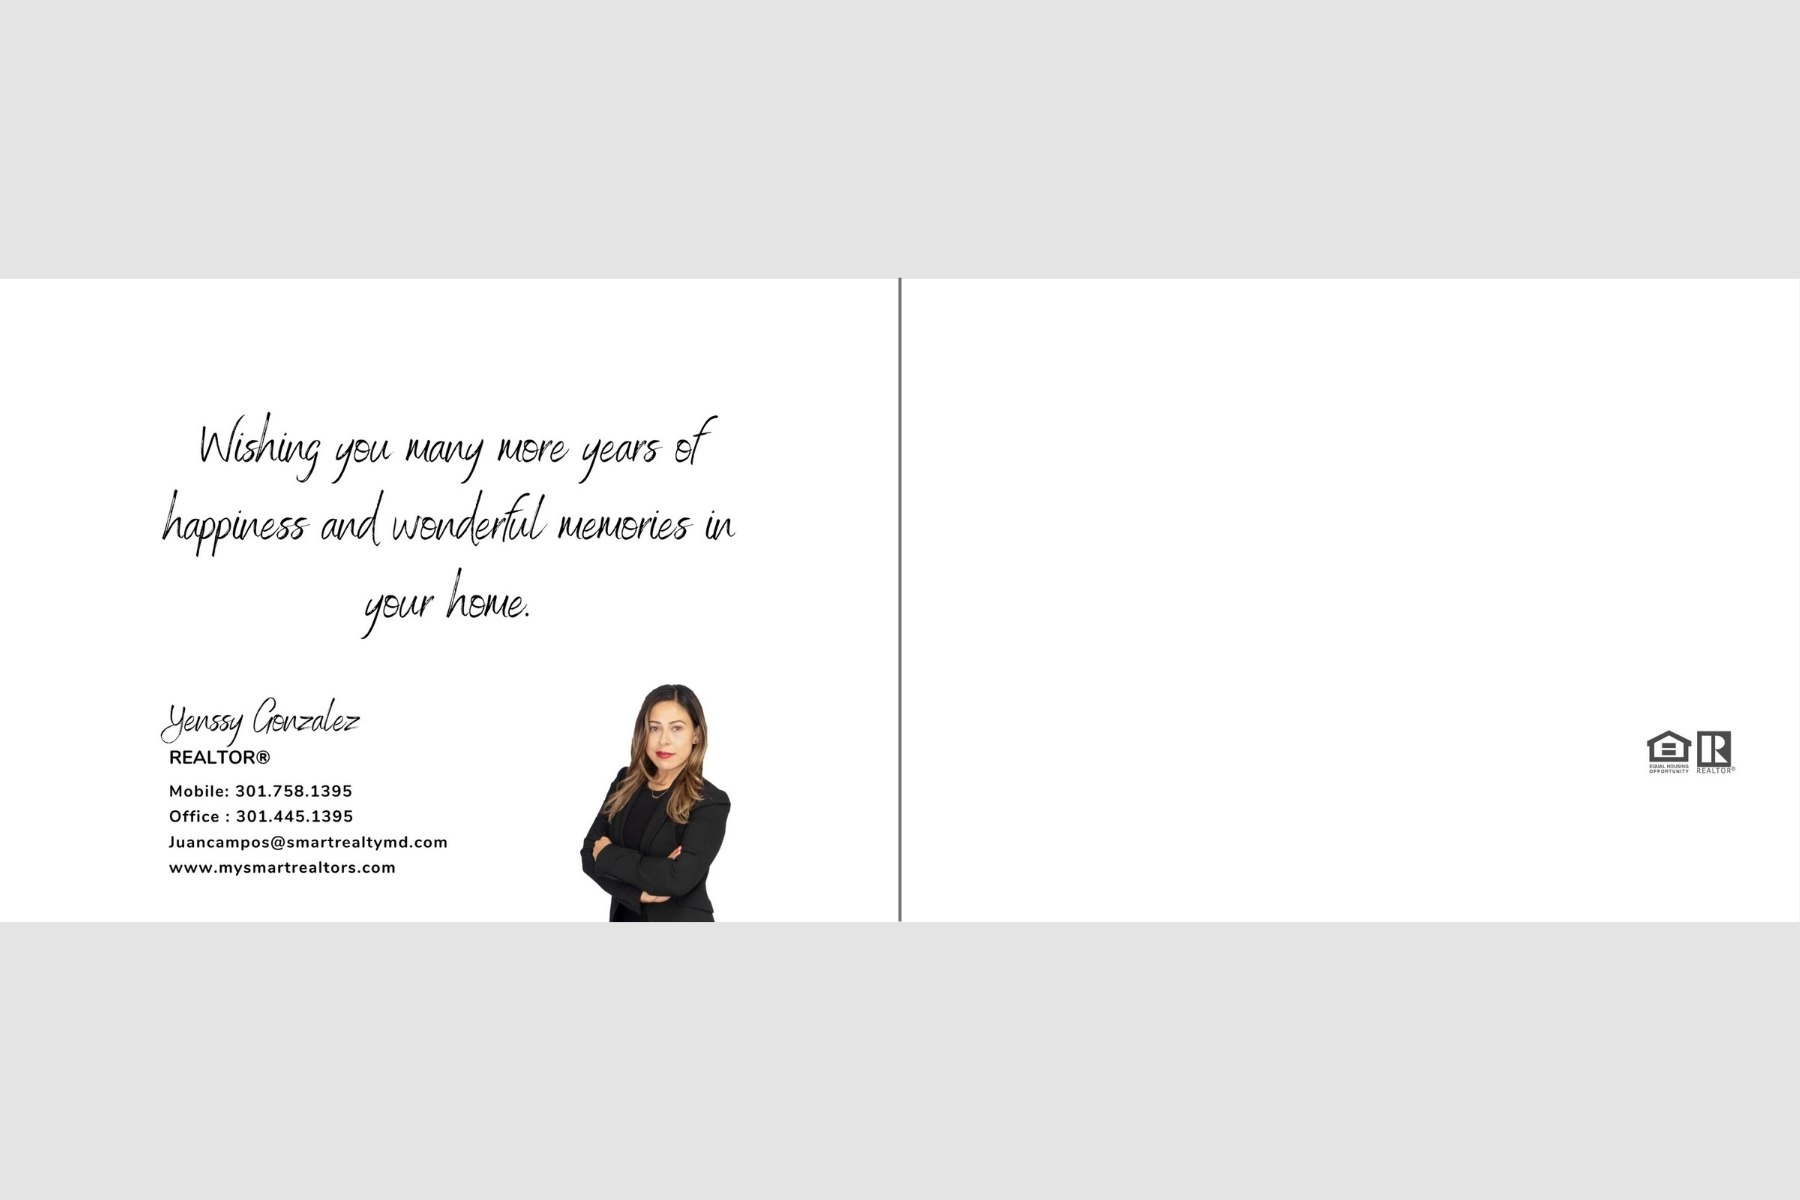 Wishing you many more years of
happiness and wonderful memories in
your home.
Yenssy Gonzalez
REALTOR®
Mobile: 301.758.1395
Office : 301.445.1395
Juancampos@smartrealtymd.com
www.mysmartrealtors.com
EQUAL HOUSING
OPPORTUNITY
REALTOR®